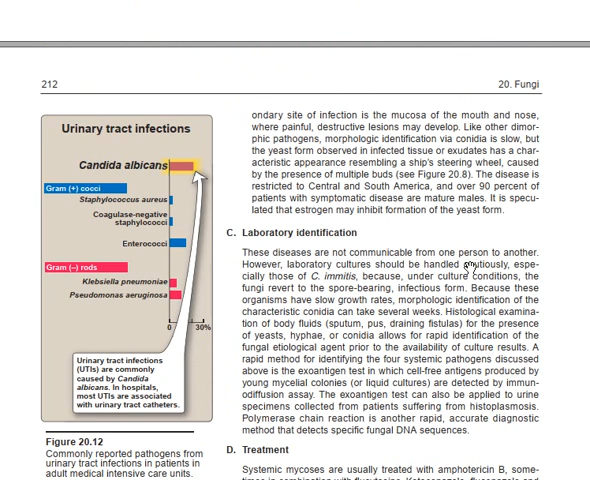 212
20. Fungi
Urinary tract infections
Candida albicans
Gram (+) cocci
Staphylococcus aureus
Coagulase-negative
staphylococci
Enterococci
Gram (–) rods
Klebsiella pneumoniae
Pseudomonas aeruginosa
0 30%
Urinary tract infections
(UTIs) are commonly
caused by Candida
albicans. In hospitals,
most UTIs are associated
with urinary tract catheters.
Figure 20.12
Commonly reported pathogens from
urinary tract infections in patients in
adult medical intensive care units.
ondary site of infection is the mucosa of the mouth and nose,
where painful, destructive lesions may develop. Like other dimor-
phic pathogens, morphologic identification via conidia is slow, but
the yeast form observed in infected tissue or exudates has a char-
acteristic appearance resembling a ship's steering wheel, caused
by the presence of multiple buds (see Figure 20.8). The disease is
restricted to Central and South America, and over 90 percent of
patients with symptomatic disease are mature males. It is specu-
lated that estrogen may inhibit formation of the yeast form.
C. Laboratory identification
These diseases are not communicable from one person to another.
However, laboratory cultures should be handled cautiously, espe-
cially those of C. immitis, because, under culture conditions, the
fungi revert to the spore-bearing, infectious form. Because these
organisms have slow growth rates, morphologic identification of the
characteristic conidia can take several weeks. Histological examina-
tion of body fluids (sputum, pus, draining fistulas) for the presence
of yeasts, hyphae, or conidia allows for rapid identification of the
fungal etiological agent prior to the availability of culture results. A
rapid method for identifying the four systemic pathogens discussed
above is the exoantigen test in which cell-free antigens produced by
young mycelial colonies (or liquid cultures) are detected by immun-
odiffusion assay. The exoantigen test can also be applied to urine
specimens collected from patients suffering from histoplasmosis.
Polymerase chain reaction is another rapid, accurate diagnostic
method that detects specific fungal DNA sequences.
D. Treatment
Systemic mycoses are usually treated with amphotericin B, some-
times in combination with flucytosine. Ketoconazole, fluconazole and